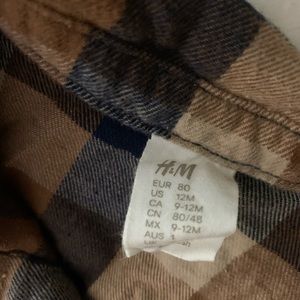 H&M
EUR 80
US 12M
CA 9-12M
CN 80/48
MX 9-12M
AUS 1